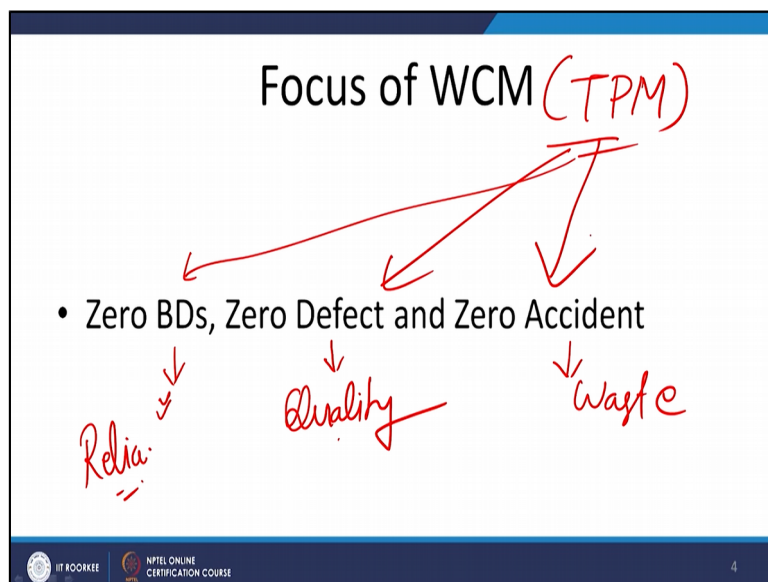 Focus of WCM (TPM)
• Zero BDs, Zero Defect and Zero Accident
Relia. Quality Waste
IIT ROORKEE NPTEL ONLINE
CERTIFICATION COURSE
4